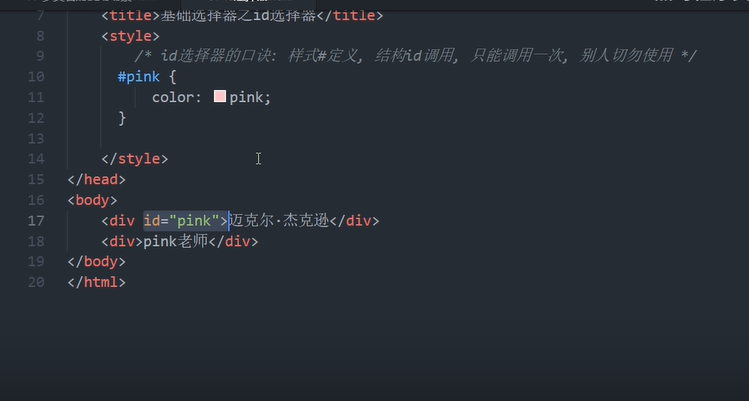 7 <title>基础选择器之id选择器</title>
8 <style>
9 /* id选择器的口诀: 样式#定义, 结构id调用, 只能调用一次, 别人切勿使用 */
10 #pink {
11 color: pink;
12 }
13
14 </style>
15 </head>
16 <body>
17 <div id="pink">迈克尔·杰克逊</div>
18 <div>pink老师</div>
19 </body>
20 </html>